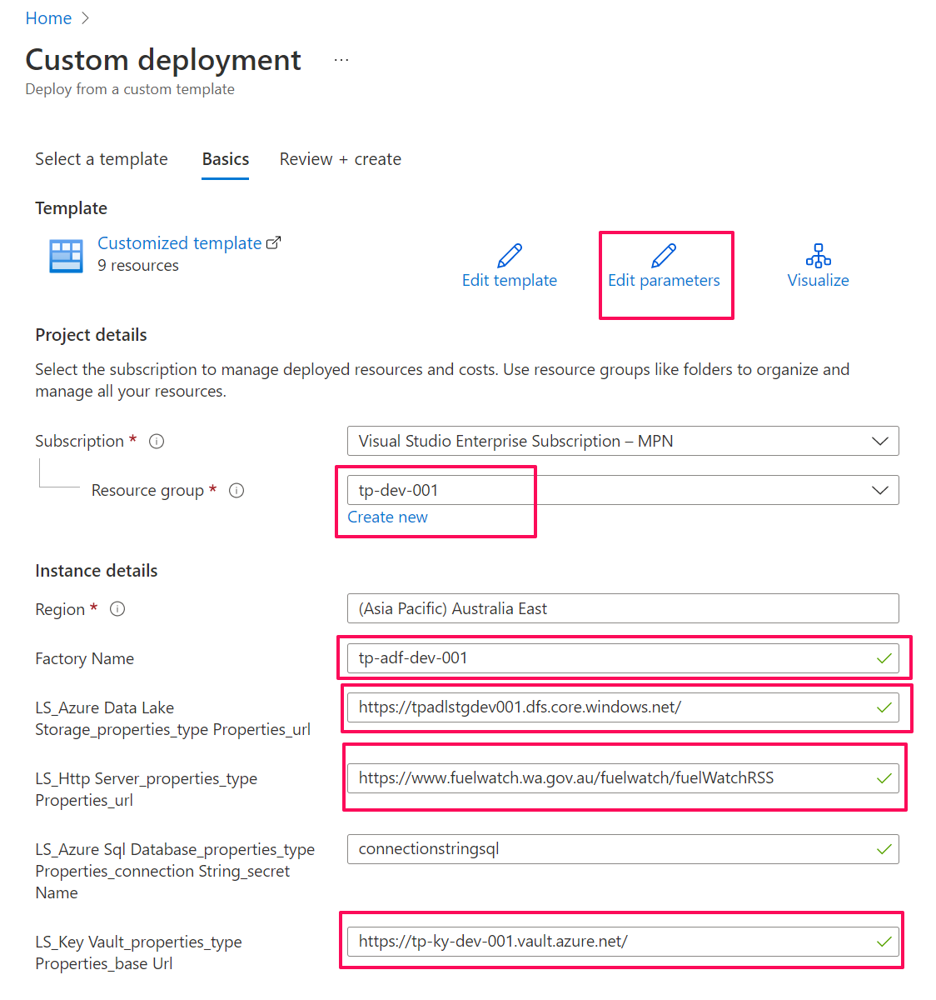 Home
Custom deployment ...
Deploy from a custom template
Select a template Basics Review + create
Template
Customized template
9 resources
Edit template Edit parameters Visualize
Project details
Select the subscription to manage deployed resources and costs. Use resource groups like folders to organize and
manage all your resources.
Subscription * Visual Studio Enterprise Subscription – MPN
Resource group * tp-dev-001
Create new
Instance details
Region * (Asia Pacific) Australia East
Factory Name tp-adf-dev-001
LS_Azure Data Lake
Storage_properties_type Properties_url
https://tpadlstgdev001.dfs.core.windows.net/
LS_Http Server_properties_type
Properties_url
https://www.fuelwatch.wa.gov.au/fuelwatch/fuelWatchRSS
LS_Azure Sql Database_properties_type
Properties_connection String_secret
Name
connectionstringsql
LS_Key Vault_properties_type
Properties_base Url
https://tp-ky-dev-001.vault.azure.net/